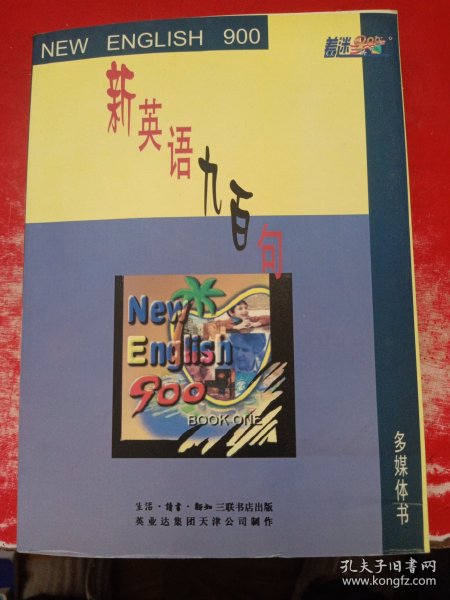 NEW ENGLISH 900
着迷
新英语九百句
New
English
900
BOOK ONE
多媒体书
生活·读书·新知三联书店出版
英业达集团天津公司制作
孔夫子旧书网
www.kongfz.com